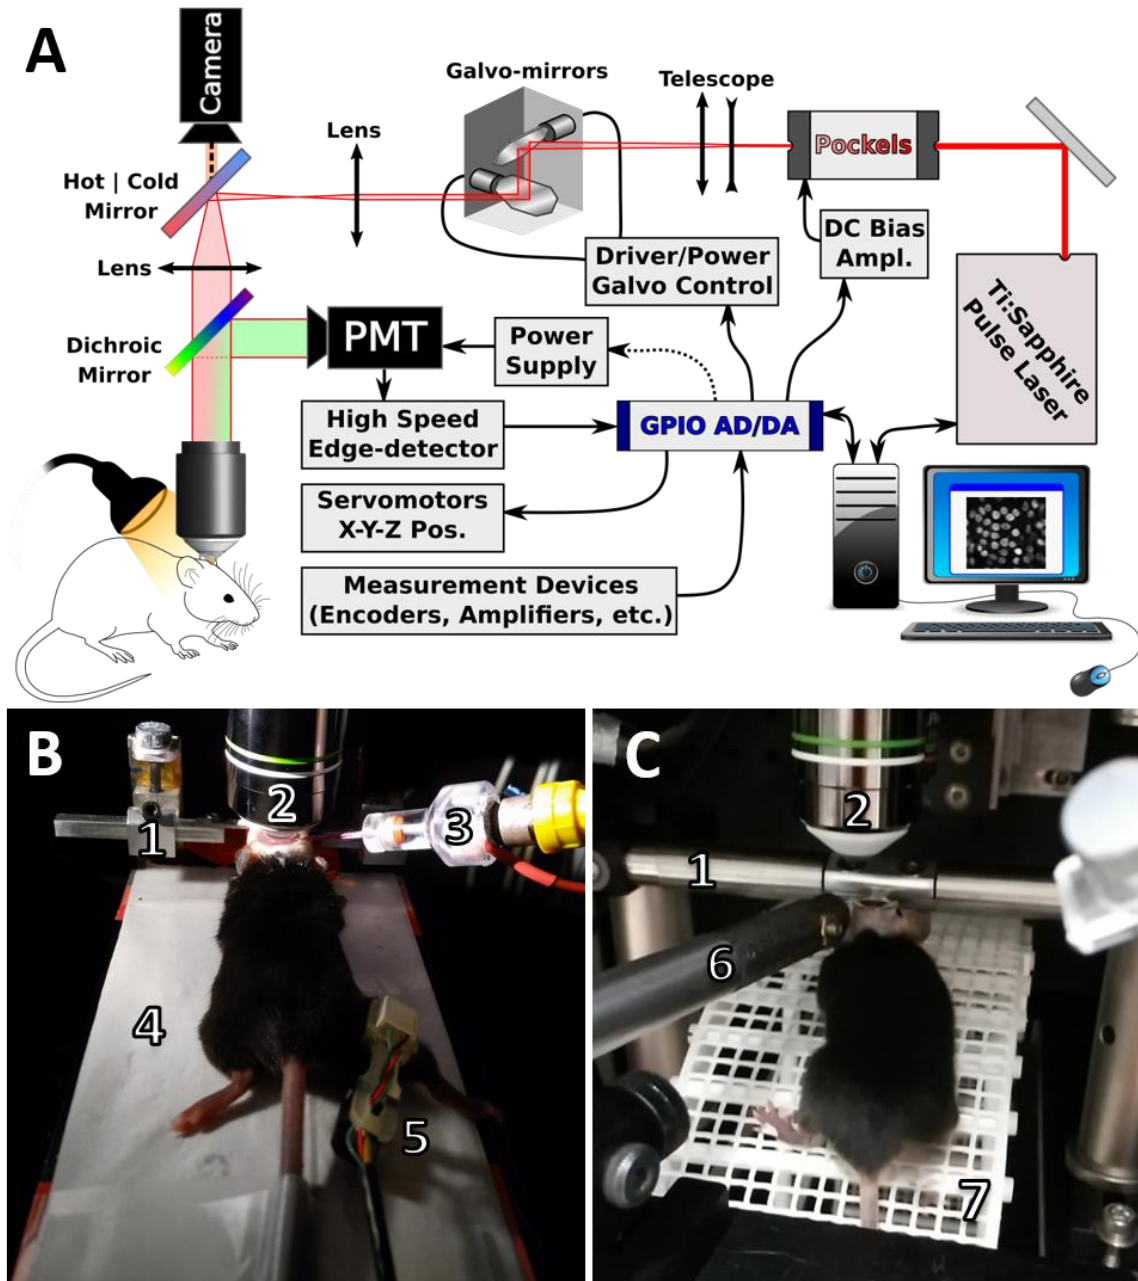 A
Camera
Galvo-mirrors
Telescope
Lens
Pockels
Hot | Cold
Mirror
DC Bias
Ampl.
Driver/Power
Galvo Control
Lens
Ti:Sapphire
Pulse Laser
PMT
Power
Supply
Dichroic
Mirror
High Speed
Edge-detector
GPIO AD/DA
Servomotors
X-Y-Z Pos.
Measurement Devices
(Encoders, Amplifiers, etc.)
B
1
2
3
4
5
C
2
1
6
7